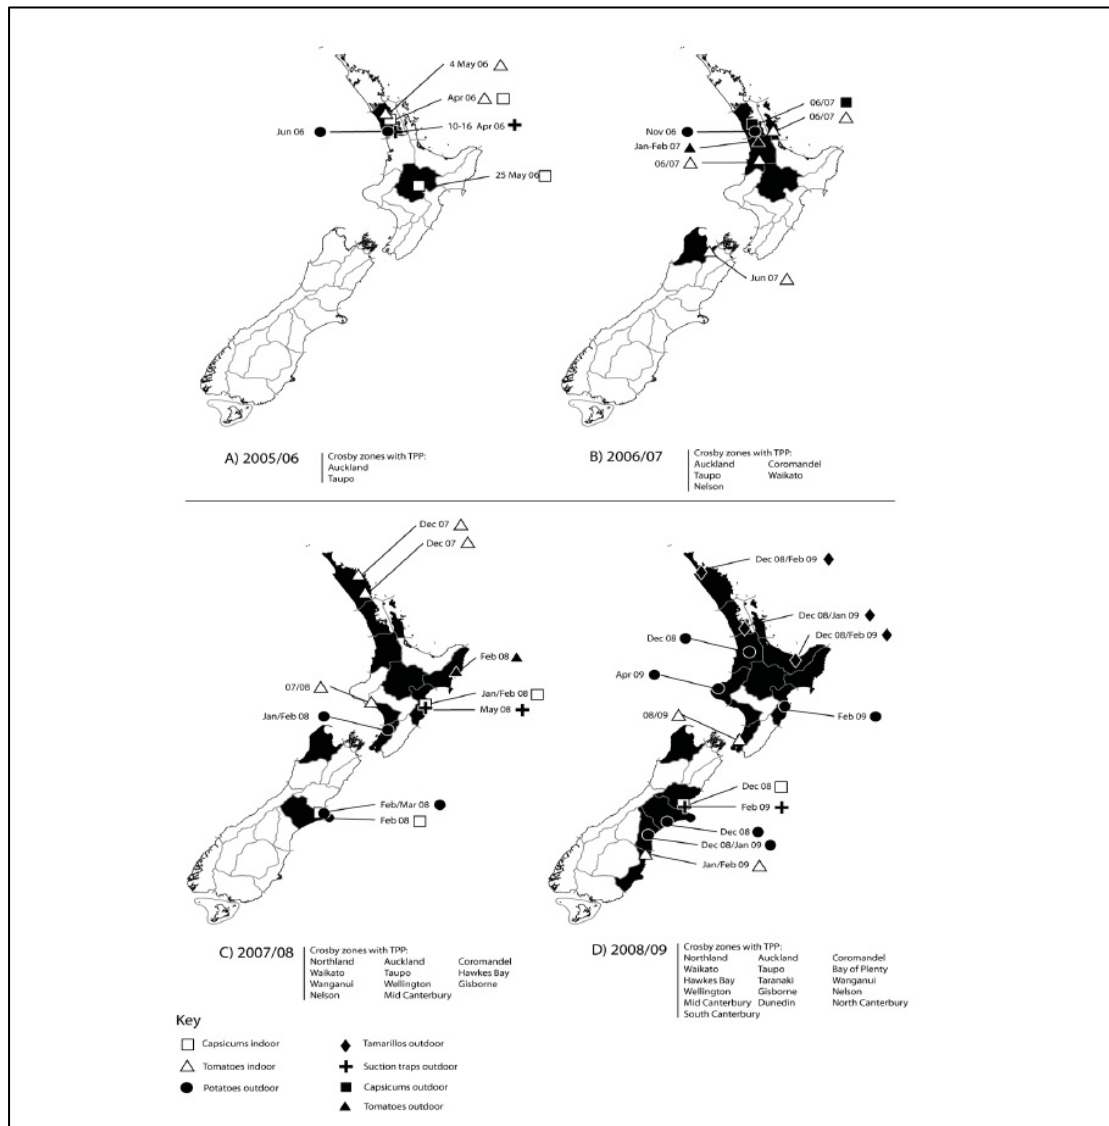 4 May 06
Apr 06
Jun 06
10-16 Apr 06
25 May 06
A) 2005/06
Crosby zones with TPP:
Auckland
Taupo
06/07
06/07
Nov 06
Jan-Feb 07
06/07
Jun 07
B) 2006/07
Crosby zones with TPP:
Auckland Coromandel
Taupo Waikato
Nelson
Dec 07
Dec 07
Feb 08
07/08
Jan/Feb 08
May 08
Jan/Feb 08
Feb/Mar 08
Feb 08
C) 2007/08
Crosby zones with TPP:
Northland Auckland Coromandel
Waikato Taupo Hawkes Bay
Wanganui Wellington Gisborne
Nelson Mid Canterbury
Dec 08/Feb 09
Dec 08/Jan 09
Dec 08/Feb 09
Dec 08
Apr 09
Feb 09
08/09
Dec 08
Feb 09
Dec 08
Dec 08/Jan 09
Jan/Feb 09
D) 2008/09
Crosby zones with TPP:
Northland Auckland Coromandel
Waikato Taupo Bay of Plenty
Hawkes Bay Taranaki Wanganui
Wellington Gisborne Nelson
Mid Canterbury Dunedin North Canterbury
South Canterbury
Key
Capsicums indoor
Tomatoes indoor
Potatoes outdoor
Tamarillos outdoor
Suction traps outdoor
Capsicums outdoor
Tomatoes outdoor